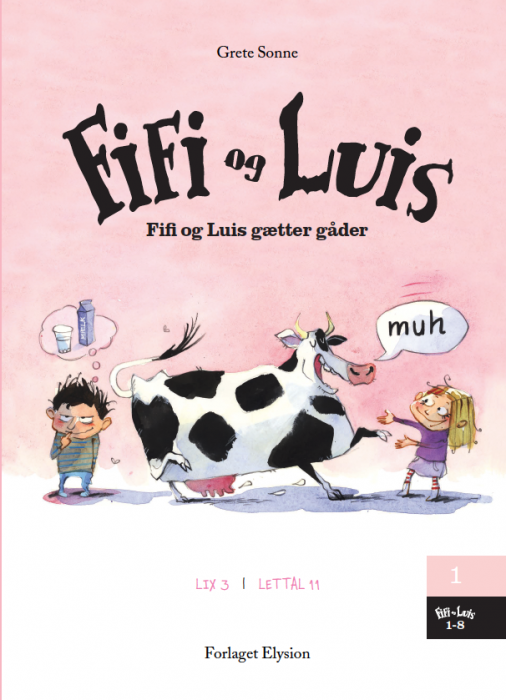 Grete Sonne
FiFi og Luis
Fifi og Luis gætter gåder
muh
LIX 3 | LETTAL 11
1
FiFi og Luis
1-8
Forlaget Elysion